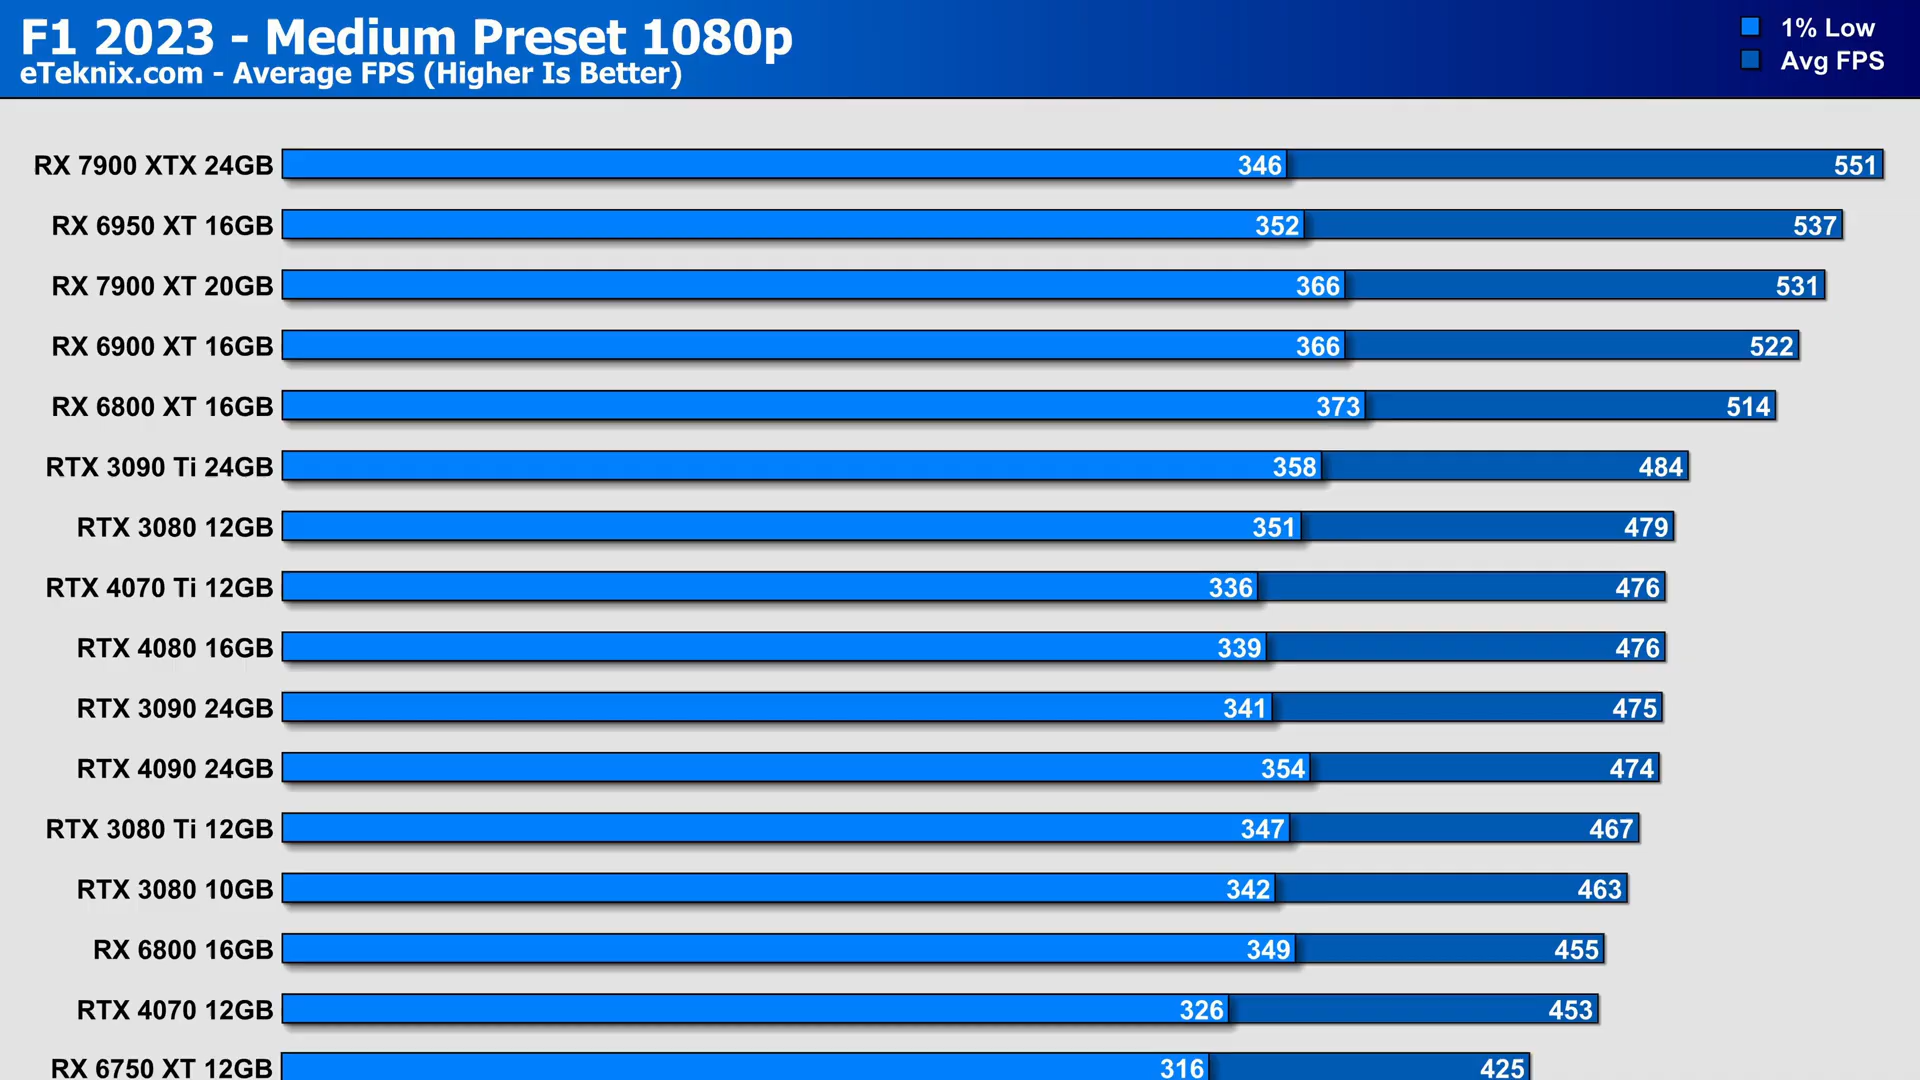 F1 2023 - Medium Preset 1080p
eTeknix.com - Average FPS (Higher Is Better)
1% Low
Avg FPS
RX 7900 XTX 24GB 346 551
RX 6950 XT 16GB 352 537
RX 7900 XT 20GB 366 531
RX 6900 XT 16GB 366 522
RX 6800 XT 16GB 373 514
RTX 3090 Ti 24GB 358 484
RTX 3080 12GB 351 479
RTX 4070 Ti 12GB 336 476
RTX 4080 16GB 339 476
RTX 3090 24GB 341 475
RTX 4090 24GB 354 474
RTX 3080 Ti 12GB 347 467
RTX 3080 10GB 342 463
RX 6800 16GB 349 455
RTX 4070 12GB 326 453
RX 6750 XT 12GB 316 425